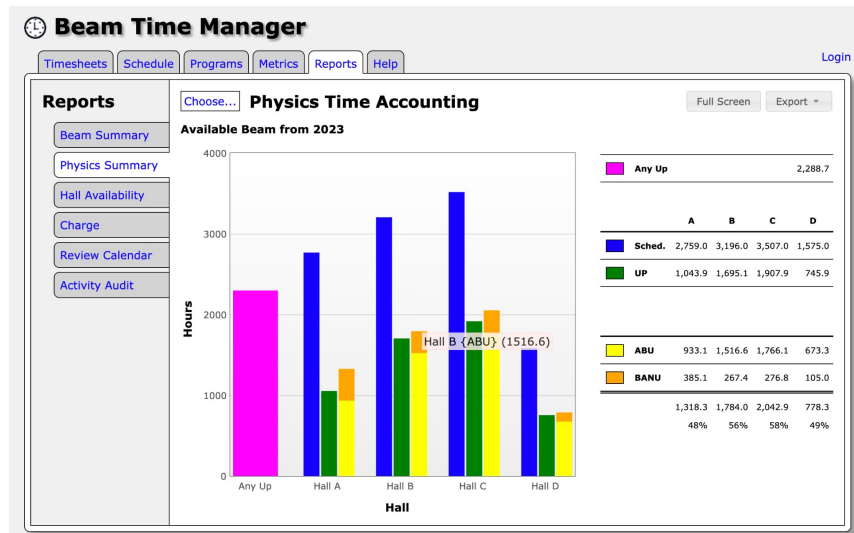 Beam Time Manager
Timesheets Schedule Programs Metrics Reports Help
Login
Reports
Beam Summary
Physics Summary
Hall Availability
Charge
Review Calendar
Activity Audit
Choose... Physics Time Accounting
Full Screen Export
Available Beam from 2023
4000
3000
2000
1000
0
Hours
Hall B {ABU} (1516.6)
Any Up Hall A Hall B Hall C Hall D
Hall
Any Up 2,288.7
A B C D
Sched. 2,759.0 3,196.0 3,507.0 1,575.0
UP 1,043.9 1,695.1 1,907.9 745.9
ABU 933.1 1,516.6 1,766.1 673.3
BANU 385.1 267.4 276.8 105.0
1,318.3 1,784.0 2,042.9 778.3
48% 56% 58% 49%